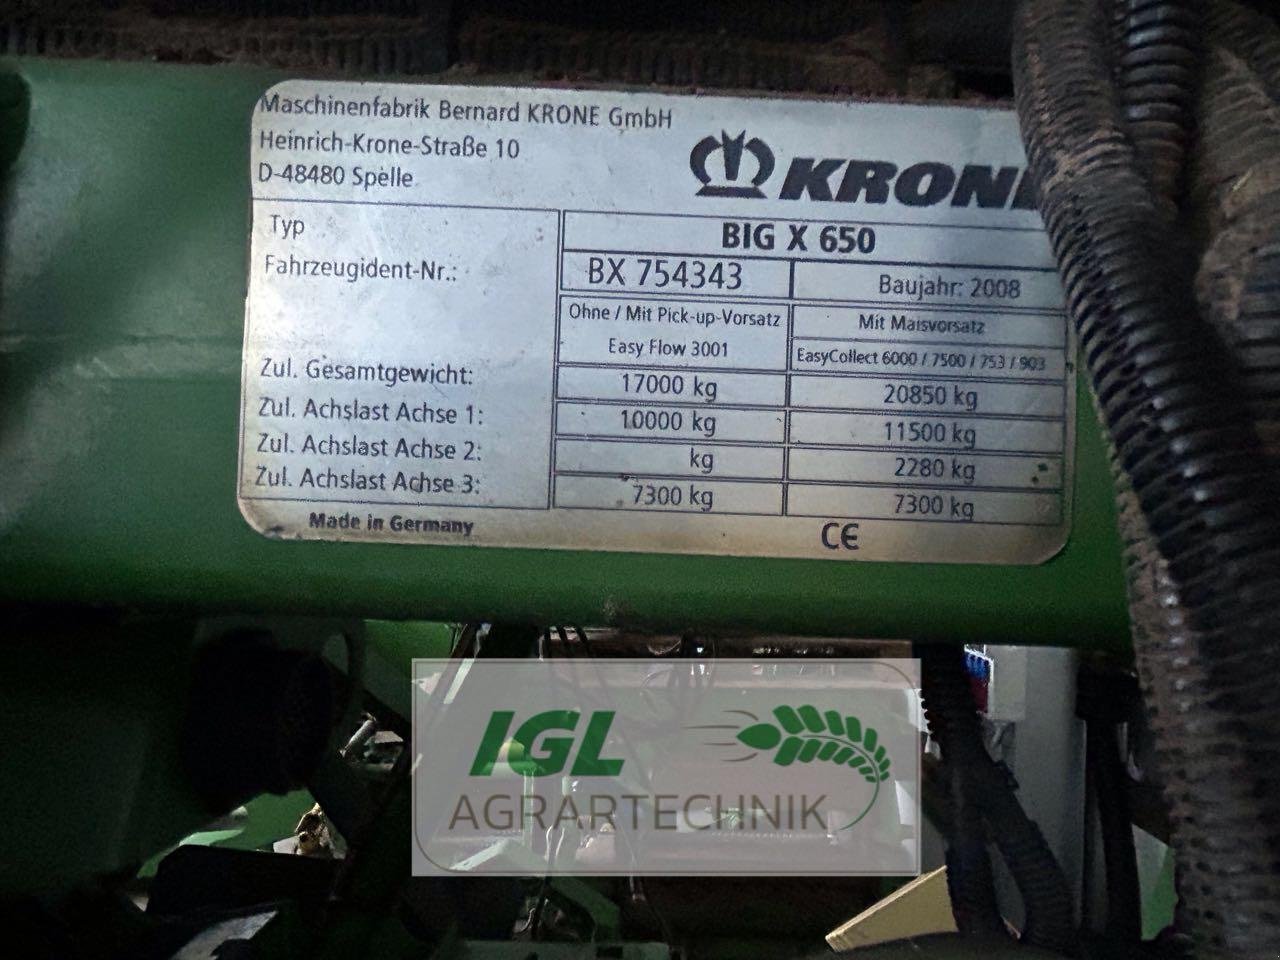 Maschinenfabrik Bernard KRONE GmbH
Heinrich-Krone-Straße 10
D-48480 Spelle
KRONE
Typ
BIG X 650
Fahrzeugident-Nr.:
BX 754343
Baujahr: 2008
Ohne / Mit Pick-up-Vorsatz
Mit Maisvorsatz
Easy Flow 3001
EasyCollect 6000 / 7500 / 753 / 903
Zul. Gesamtgewicht:
17000 kg
20850 kg
Zul. Achslast Achse 1:
10000 kg
11500 kg
Zul. Achslast Achse 2:
kg
2280 kg
Zul. Achslast Achse 3:
7300 kg
7300 kg
Made in Germany
CE
IGL
AGRARTECHNIK